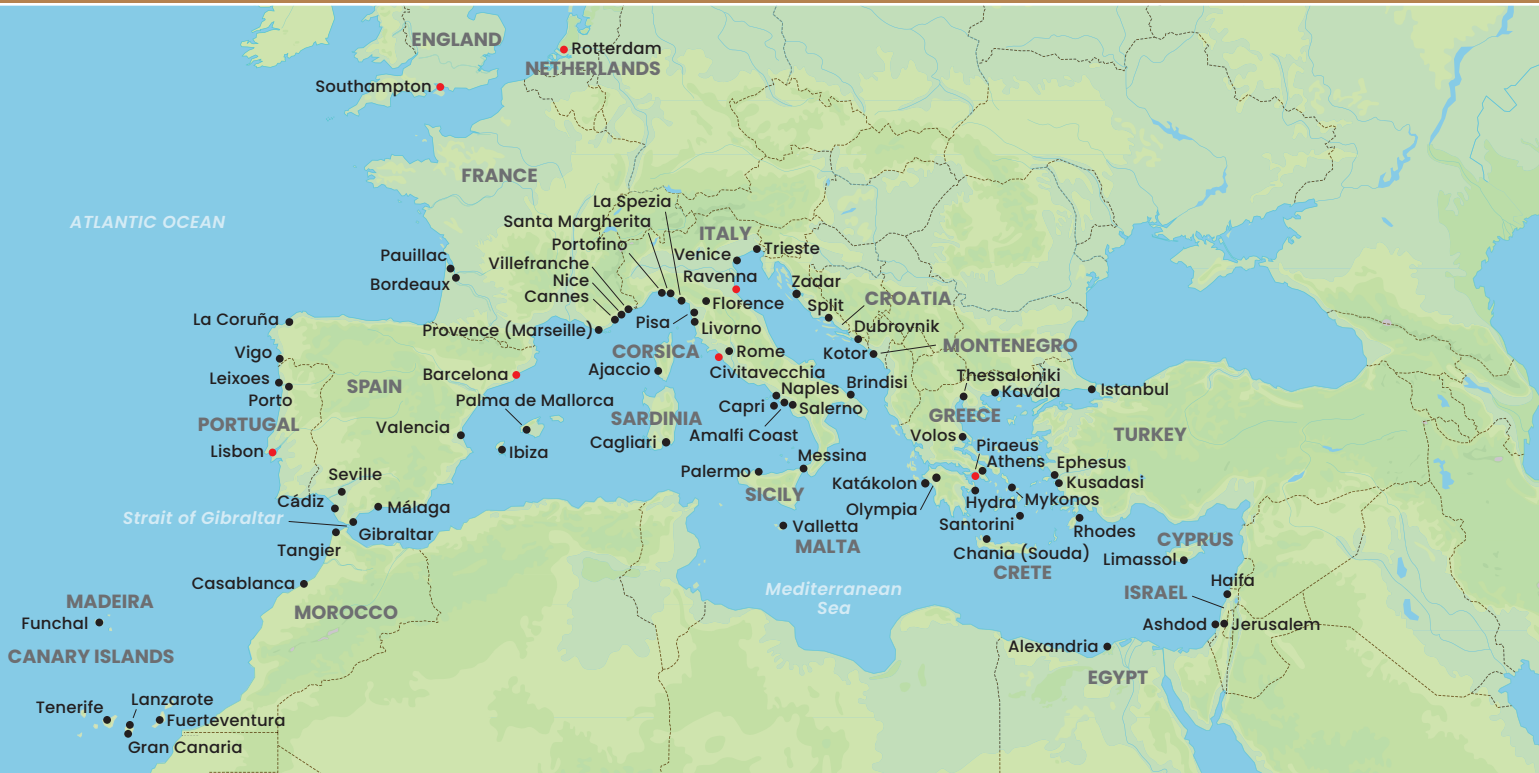 ENGLAND
Rotterdam
NETHERLANDS
Southampton
FRANCE
ATLANTIC OCEAN
La Spezia
Santa Margherita
Portofino
Villefranche
Nice
Cannes
ITALY
Trieste
Venice
Ravenna
Florence
Pauillac
Bordeaux
Zadar
Split
CROATIA
Dubrovnik
Kotor
MONTENEGRO
La Coruña
Provence (Marseille)
Pisa
Livorno
Vigo
CORSICA
Rome
Civitavecchia
Ajaccio
Leixoes
Porto
SPAIN
Barcelona
Palma de Mallorca
PORTUGAL
Lisbon
Valencia
Ibiza
SARDINIA
Cagliari
Naples
Capri
Salerno
Amalfi Coast
Brindisi
Thessaloniki
Kavála
Istanbul
GREECE
Volos
TURKEY
Piraeus
Athens
Ephesus
Kusadasi
Messina
Palermo
SICILY
Katákolon
Olympia
Hydra
Mykonos
Santorini
Rhodes
Seville
Cádiz
Málaga
Strait of Gibraltar
Gibraltar
Tangier
Valletta
MALTA
Chania (Souda)
CRETE
CYPRUS
Limassol
Casablanca
MOROCCO
MADEIRA
Funchal
Mediterranean
Sea
Haifa
ISRAEL
Ashdod
Jerusalem
Alexandria
EGYPT
CANARY ISLANDS
Tenerife
Lanzarote
Fuerteventura
Gran Canaria